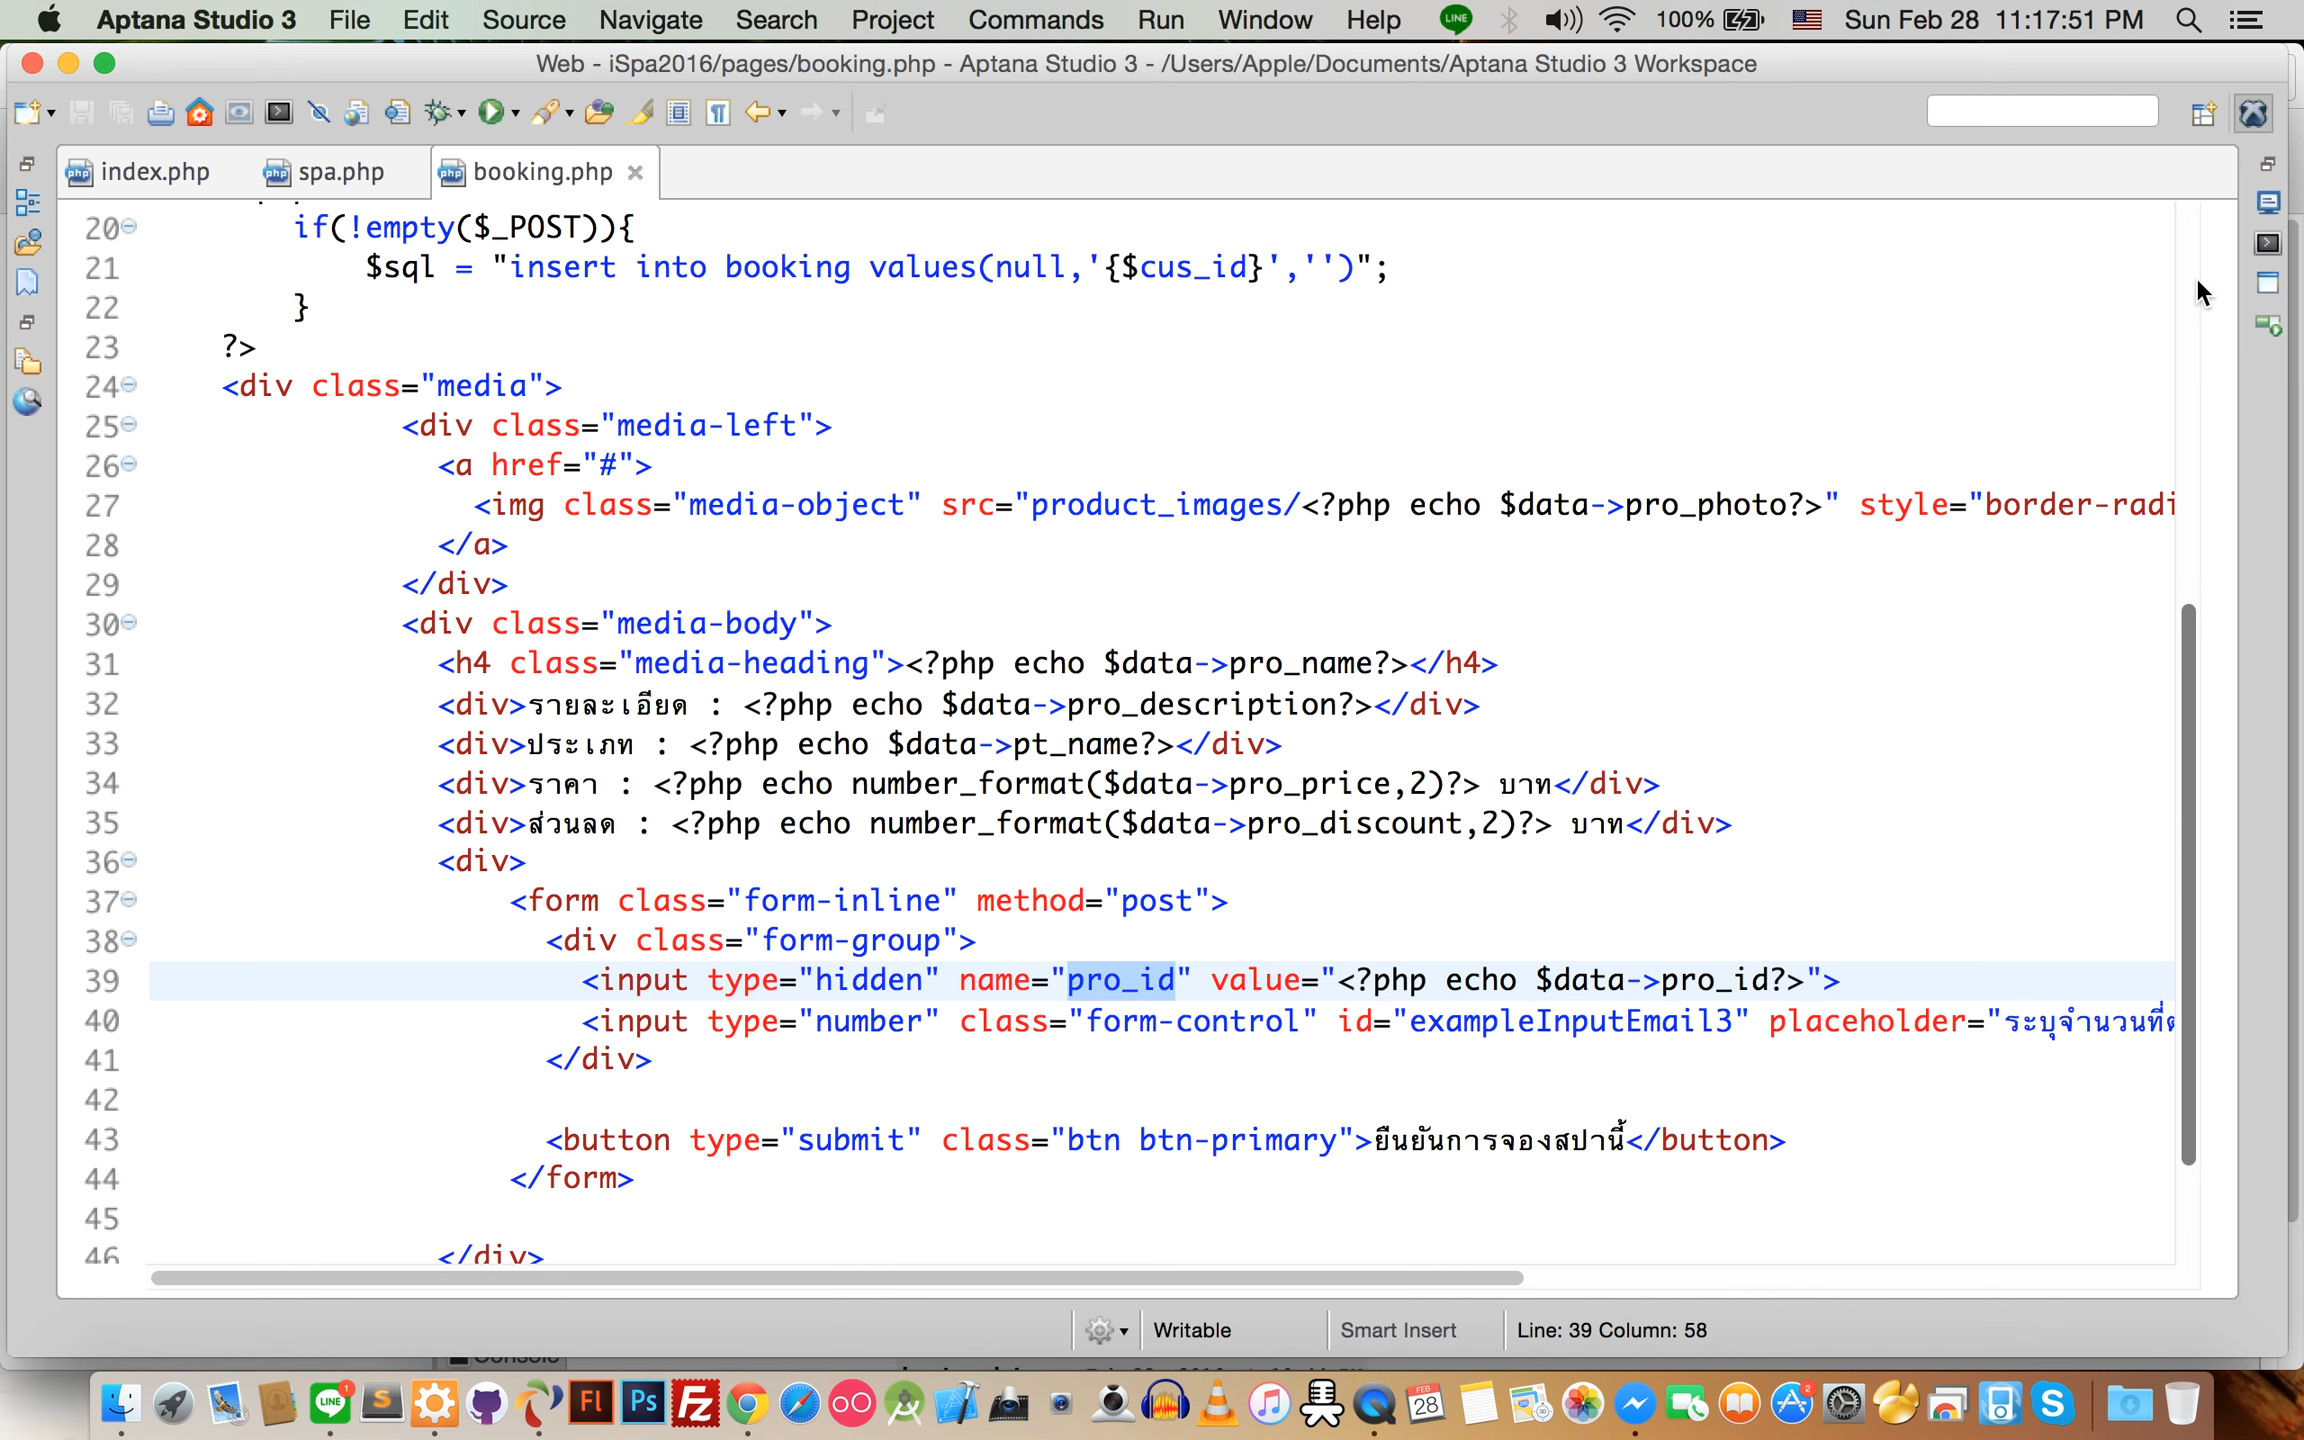 Aptana Studio 3 File Edit Source Navigate Search Project Commands Run Window Help LINE 100% Sun Feb 28 11:17:51 PM
Web - iSpa2016/pages/booking.php - Aptana Studio 3 - /Users/Apple/Documents/Aptana Studio 3 Workspace
index.php spa.php booking.php
20 if(!empty($_POST)){
21 $sql = "insert into booking values(null,'{$cus_id}','')";
22 }
23 ?>
24 <div class="media">
25 <div class="media-left">
26 <a href="#">
27 <img class="media-object" src="product_images/<?php echo $data->pro_photo?>" style="border-radi
28 </a>
29 </div>
30 <div class="media-body">
31 <h4 class="media-heading"><?php echo $data->pro_name?></h4>
32 <div>รายละเอียด : <?php echo $data->pro_description?></div>
33 <div>ประเภท : <?php echo $data->pt_name?></div>
34 <div>ราคา : <?php echo number_format($data->pro_price,2)?> บาท</div>
35 <div>ส่วนลด : <?php echo number_format($data->pro_discount,2)?> บาท</div>
36 <div>
37 <form class="form-inline" method="post">
38 <div class="form-group">
39 <input type="hidden" name="pro_id" value="<?php echo $data->pro_id?>">
40 <input type="number" class="form-control" id="exampleInputEmail3" placeholder="ระบุจำนวนที่
41 </div>
42
43 <button type="submit" class="btn btn-primary">ยืนยันการจองสปานี้</button>
44 </form>
45
46 </div>
Writable Smart Insert Line: 39 Column: 58
Console